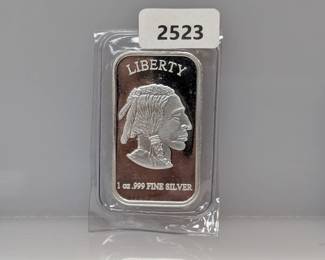 2523
LIBERTY
1 oz .999 FINE SILVER